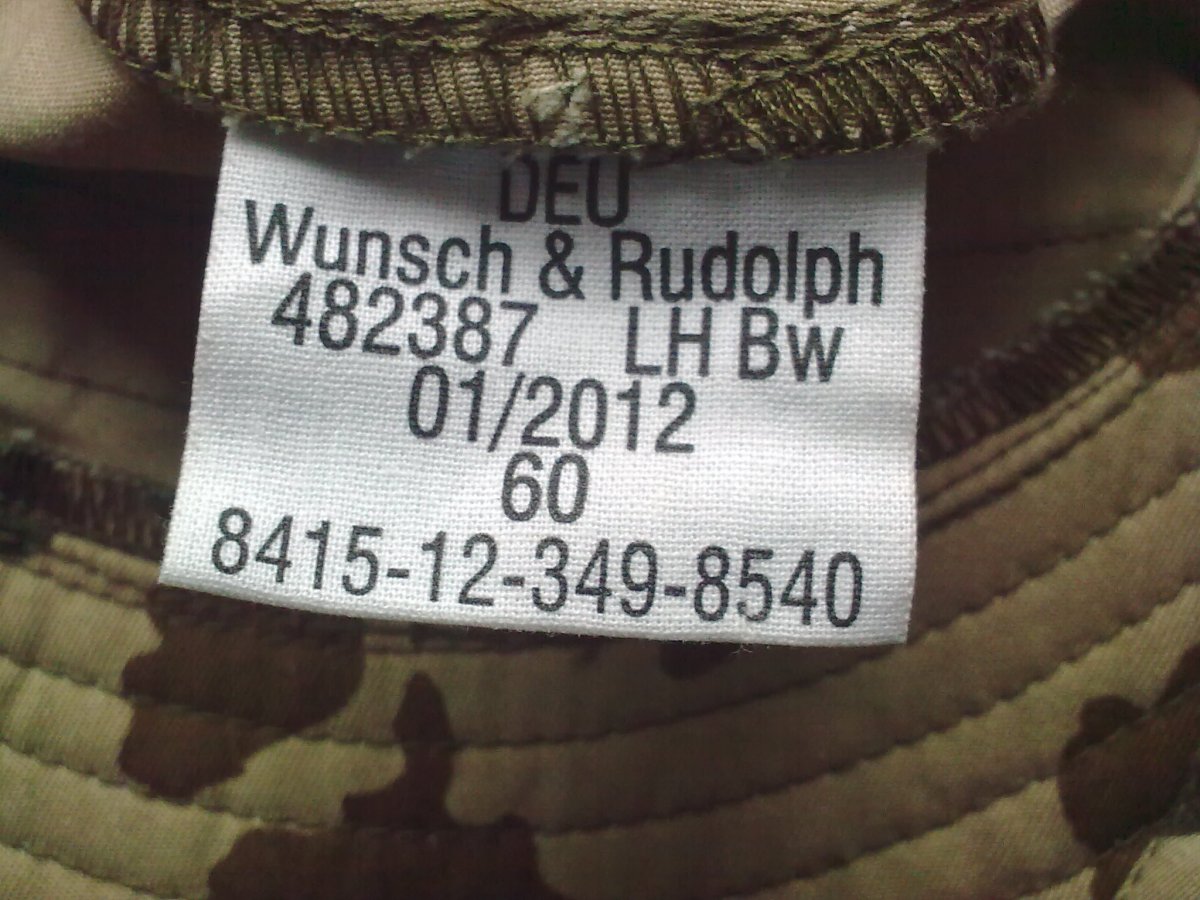 DEU
Wunsch & Rudolph
482387 LH Bw
01/2012
60
8415-12-349-8540